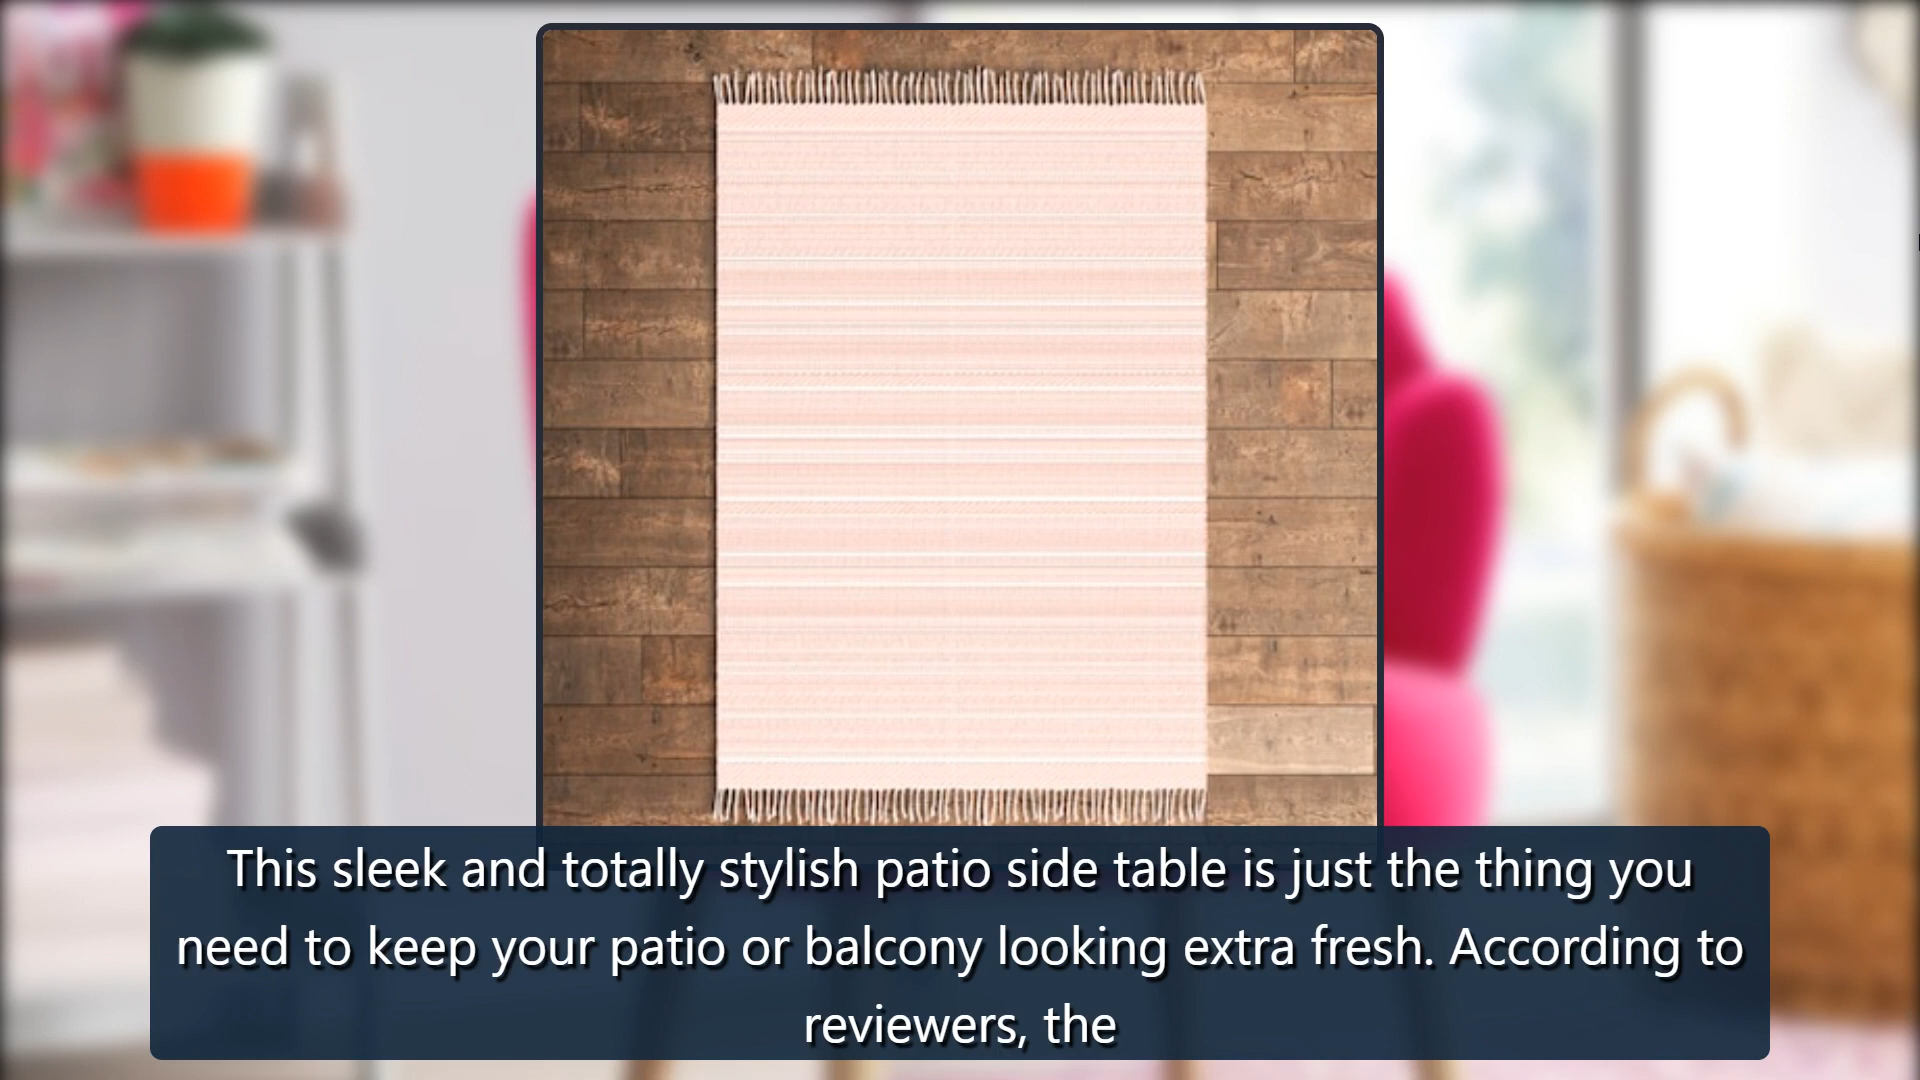 This sleek and totally stylish patio side table is just the thing you
need to keep your patio or balcony looking extra fresh. According to
reviewers, the